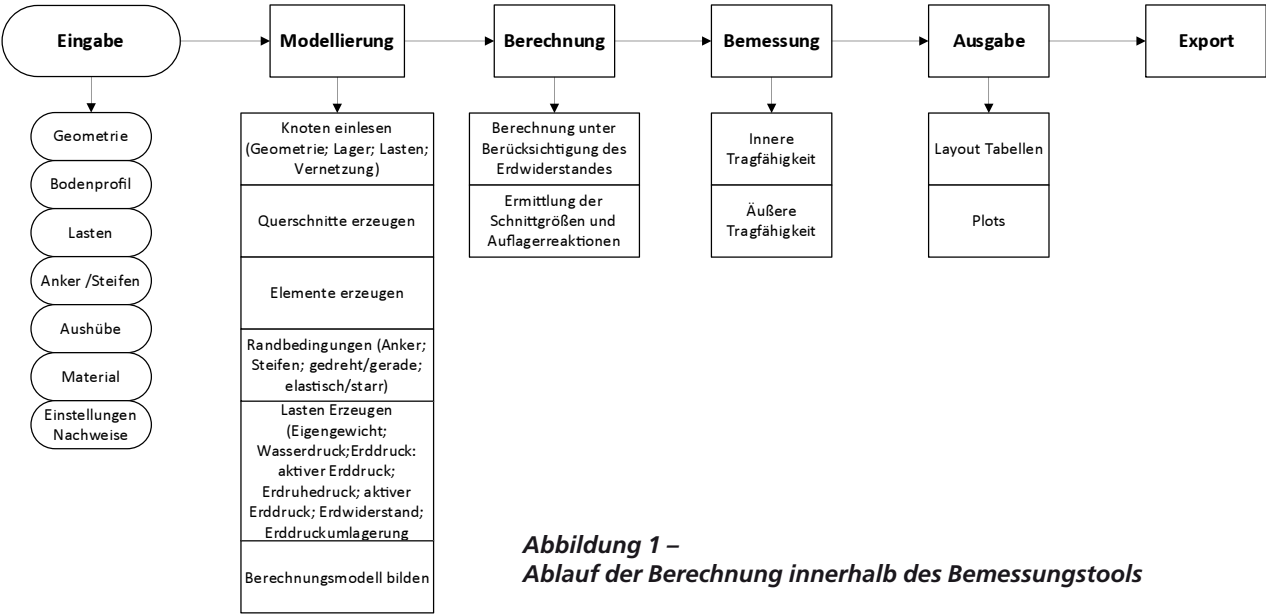 Eingabe
Modellierung
Berechnung
Bemessung
Ausgabe
Export
Geometrie
Bodenprofil
Lasten
Anker /Steifen
Aushübe
Material
Einstellungen
Nachweise
Knoten einlesen
(Geometrie; Lager; Lasten;
Vernetzung)
Querschnitte erzeugen
Elemente erzeugen
Randbedingungen (Anker;
Steifen; gedreht/gerade;
elastisch/starr)
Lasten Erzeugen
(Eigengewicht;
Wasserdruck;Erddruck:
aktiver Erddruck;
Erdruhedruck; aktiver
Erddruck; Erdwiderstand;
Erddruckumlagerung
Berechnungsmodell bilden
Berechnung unter
Berücksichtigung des
Erdwiderstandes
Ermittlung der
Schnittgrößen und
Auflagerreaktionen
Innere
Tragfähigkeit
Äußere
Tragfähigkeit
Layout Tabellen
Plots
Abbildung 1 –
Ablauf der Berechnung innerhalb des Bemessungstools